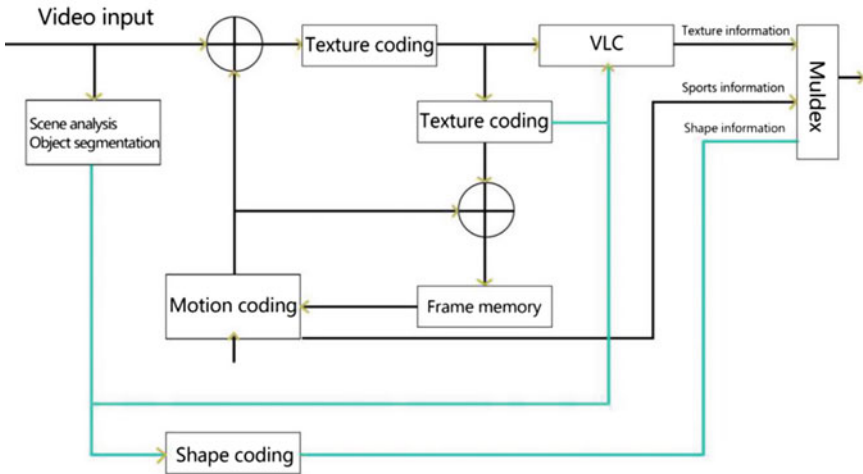 Video input
Texture coding
VLC
Texture information
Muldex
Scene analysis
Object segmentation
Texture coding
Sports information
Shape information
Motion coding
Frame memory
Shape coding